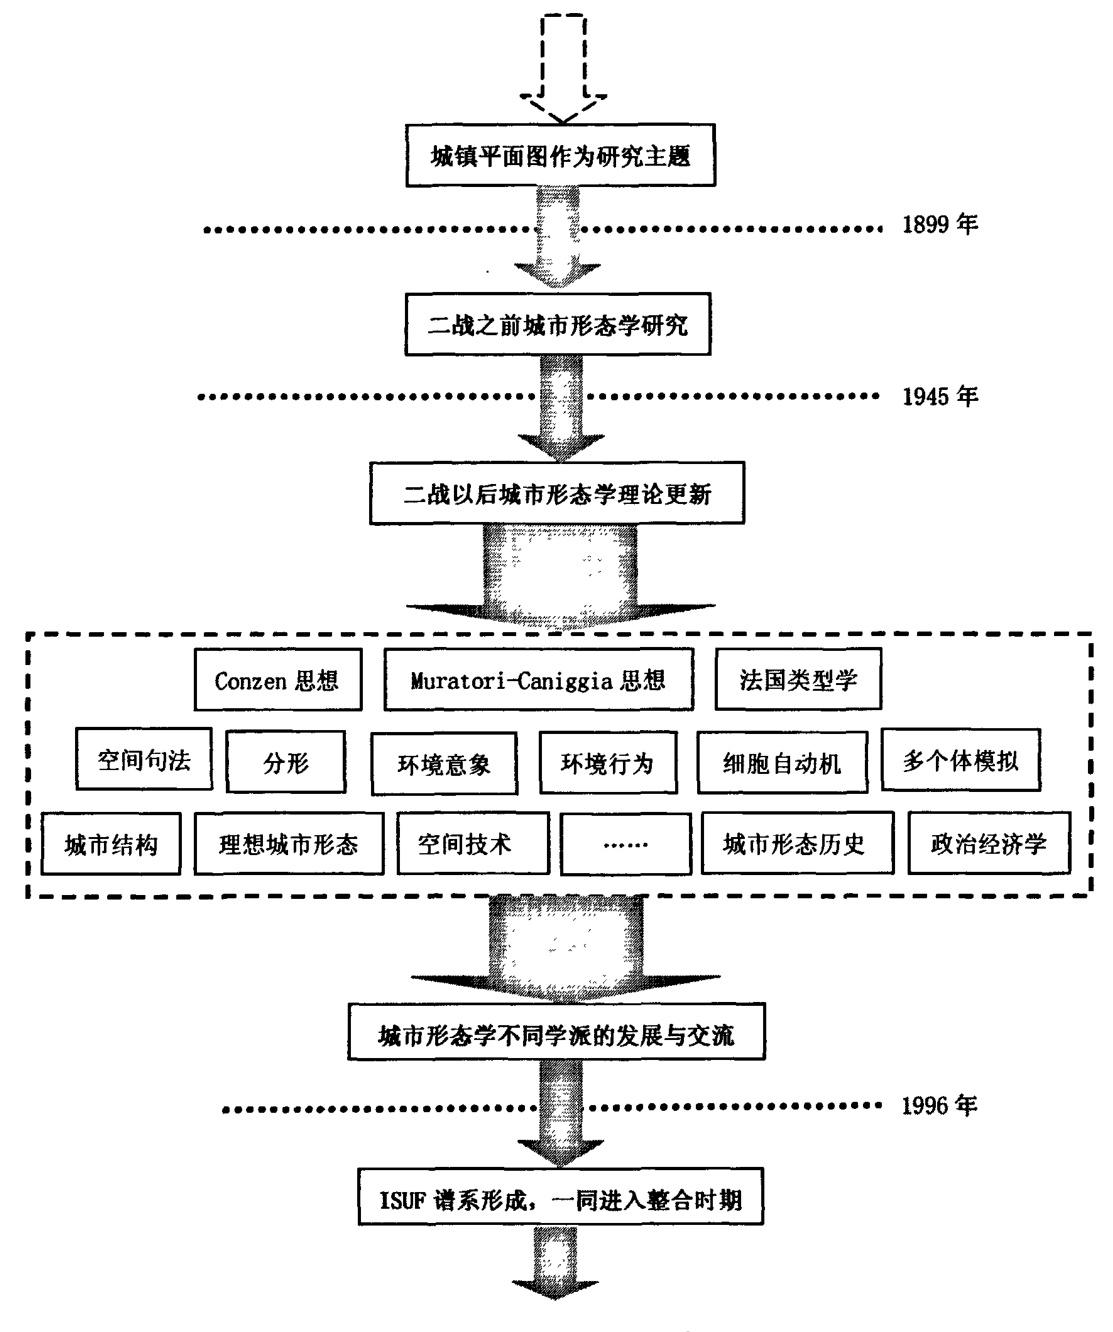 城镇平面图作为研究主题
1899 年
二战之前城市形态学研究
1945 年
二战以后城市形态学理论更新
Conzen 思想
Muratori-Caniggia 思想
法国类型学
空间句法
分形
环境意象
环境行为
细胞自动机
多个体模拟
城市结构
理想城市形态
空间技术
……
城市形态历史
政治经济学
城市形态学不同学派的发展与交流
1996 年
ISUF 谱系形成，一同进入整合时期